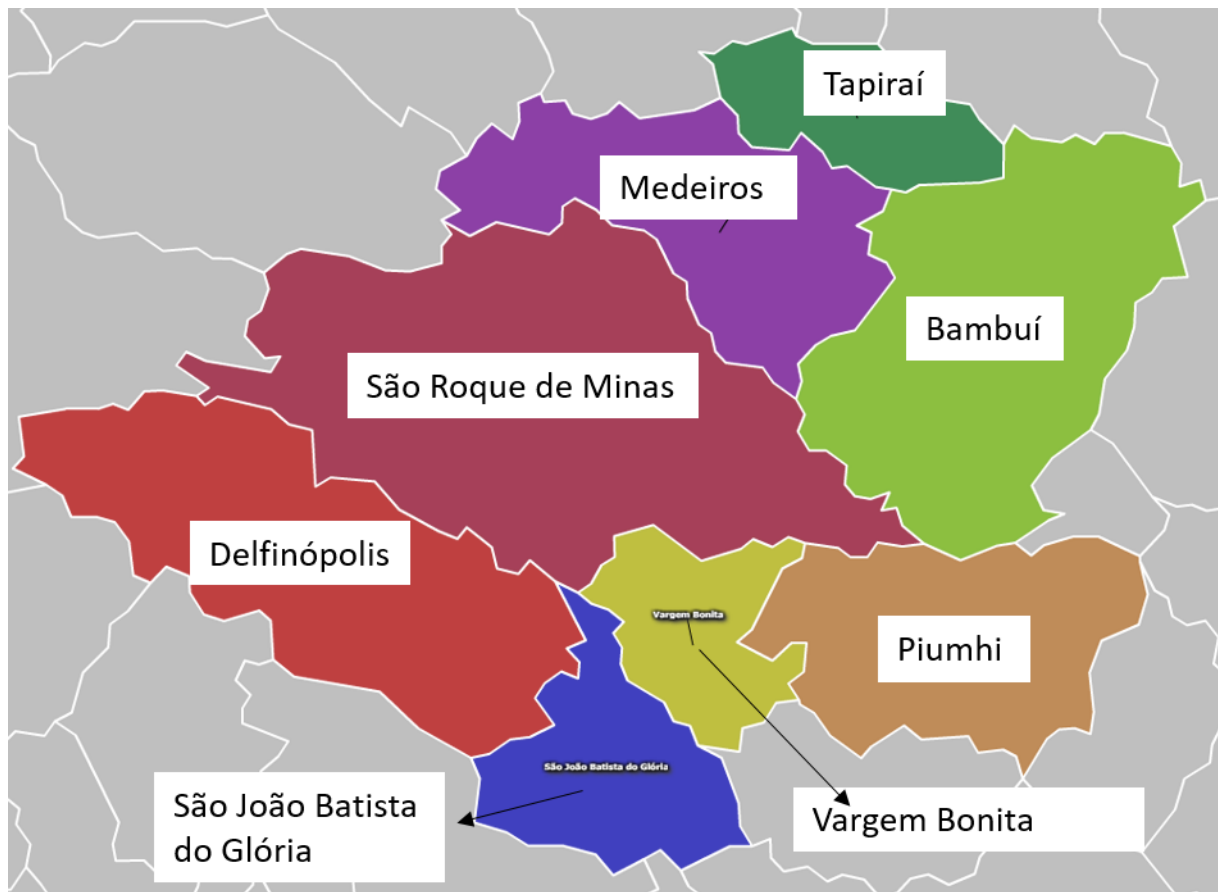 Tapiraí
Medeiros
Bambuí
São Roque de Minas
Delfinópolis
Vargem Bonita
Piumhi
São João Batista do Glória
São João Batista
do Glória
Vargem Bonita